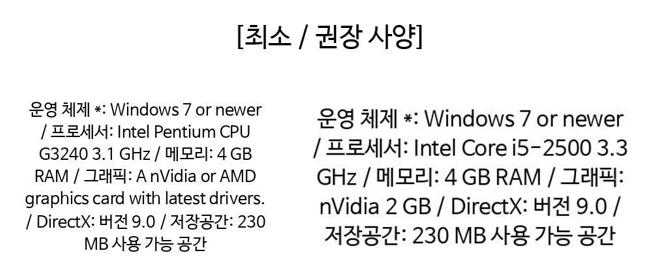 [최소 / 권장 사양]
운영 체제 *: Windows 7 or newer
/ 프로세서: Intel Pentium CPU
G3240 3.1 GHz / 메모리: 4 GB
RAM / 그래픽: A nVidia or AMD
graphics card with latest drivers.
/ DirectX: 버전 9.0 / 저장공간: 230
MB 사용 가능 공간
운영 체제 *: Windows 7 or newer
/ 프로세서: Intel Core i5-2500 3.3
GHz / 메모리: 4 GB RAM / 그래픽:
nVidia 2 GB / DirectX: 버전 9.0 /
저장공간: 230 MB 사용 가능 공간